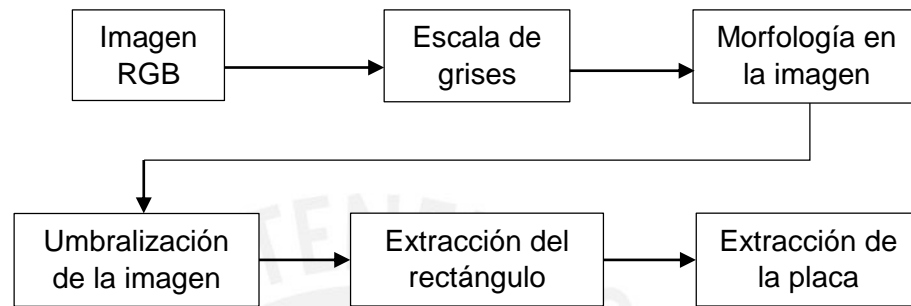 Imagen
RGB
Escala de
grises
Morfología en
la imagen
Umbralización
de la imagen
Extracción del
rectángulo
Extracción de
la placa